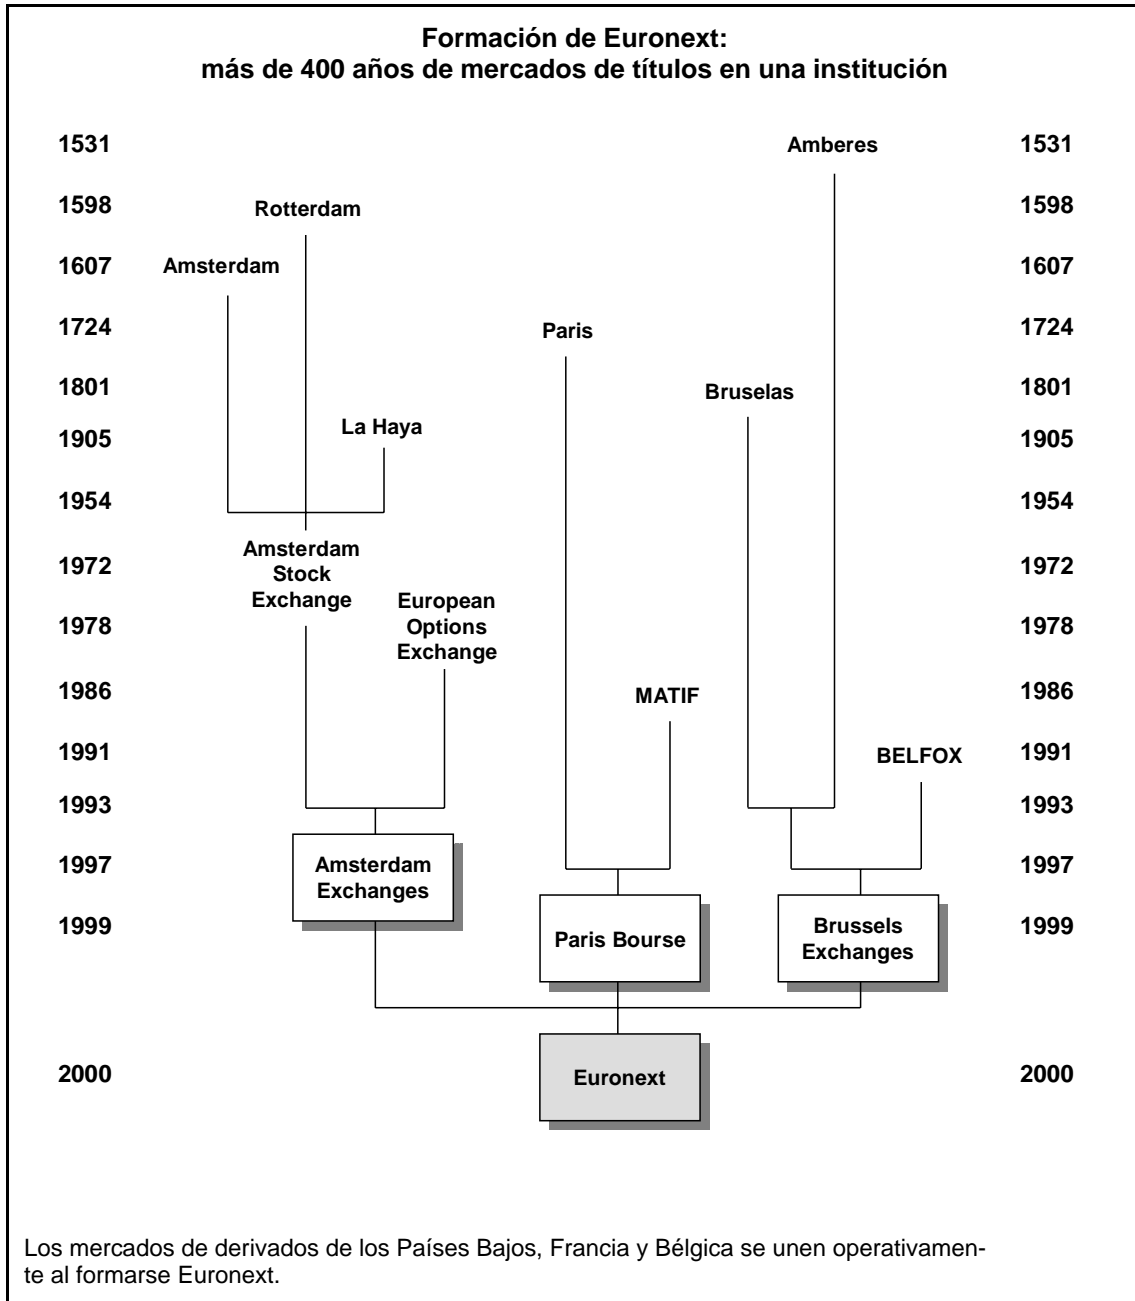 Formación de Euronext:
más de 400 años de mercados de títulos en una institución
1531 Amberes 1531
1598 Rotterdam 1598
1607 Amsterdam 1607
1724 Paris 1724
1801 Bruselas 1801
1905 La Haya 1905
1954 1954
1972 Amsterdam Stock Exchange 1972
1978 European Options Exchange 1978
1986 MATIF 1986
1991 BELFOX 1991
1993 1993
1997 Amsterdam Exchanges 1997
1999 Paris Bourse Brussels Exchanges 1999
2000 Euronext 2000
Los mercados de derivados de los Países Bajos, Francia y Bélgica se unen operativamen-
te al formarse Euronext.